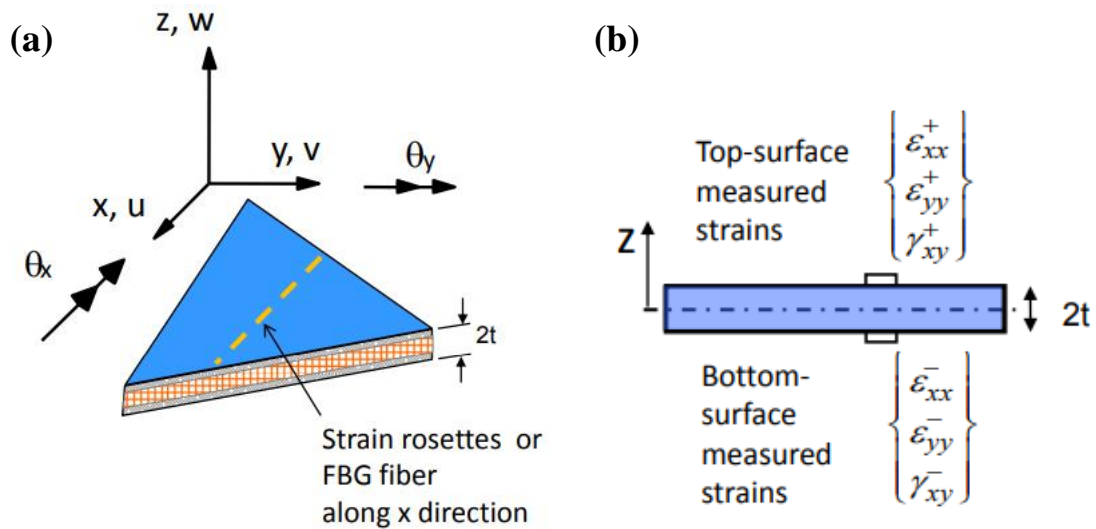 (a)
z, w
y, v
θy
x, u
θx
2t
Strain rosettes or
FBG fiber
along x direction
(b)
Top-surface
measured
strains
ε⁺xx
ε⁺yy
γ⁺xy
z
2t
Bottom-
surface
measured
strains
ε⁻xx
ε⁻yy
γ⁻xy